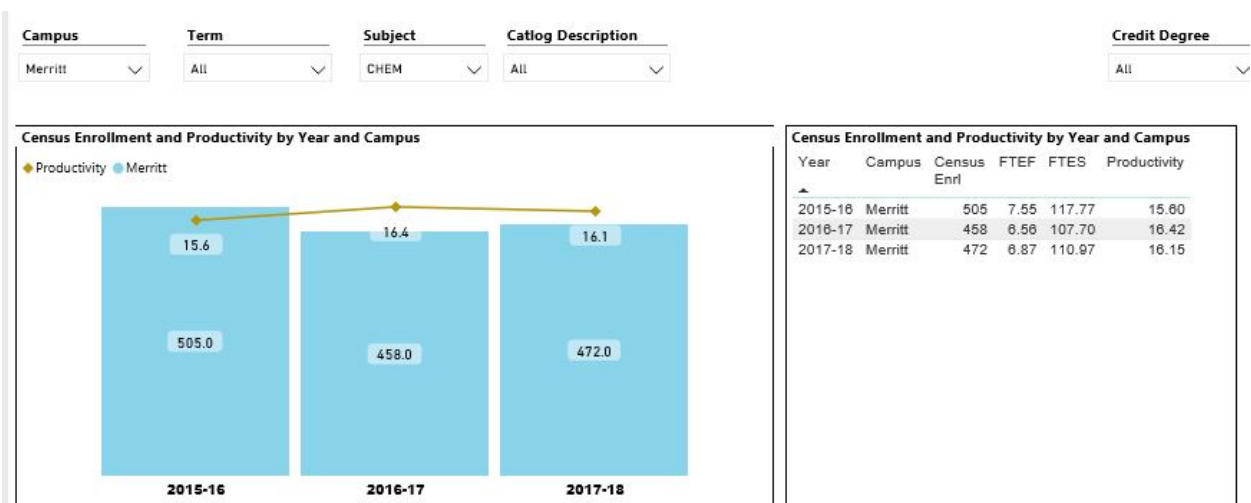 Campus Term Subject Catlog Description Credit Degree
Merritt All CHEM All All
Census Enrollment and Productivity by Year and Campus
Productivity Merritt
15.6 16.4 16.1
505.0 458.0 472.0
2015-16 2016-17 2017-18
Census Enrollment and Productivity by Year and Campus
Year Campus Census Enrl FTEF FTES Productivity
2015-16 Merritt 505 7.55 117.77 15.60
2016-17 Merritt 458 6.56 107.70 16.42
2017-18 Merritt 472 6.87 110.97 16.15